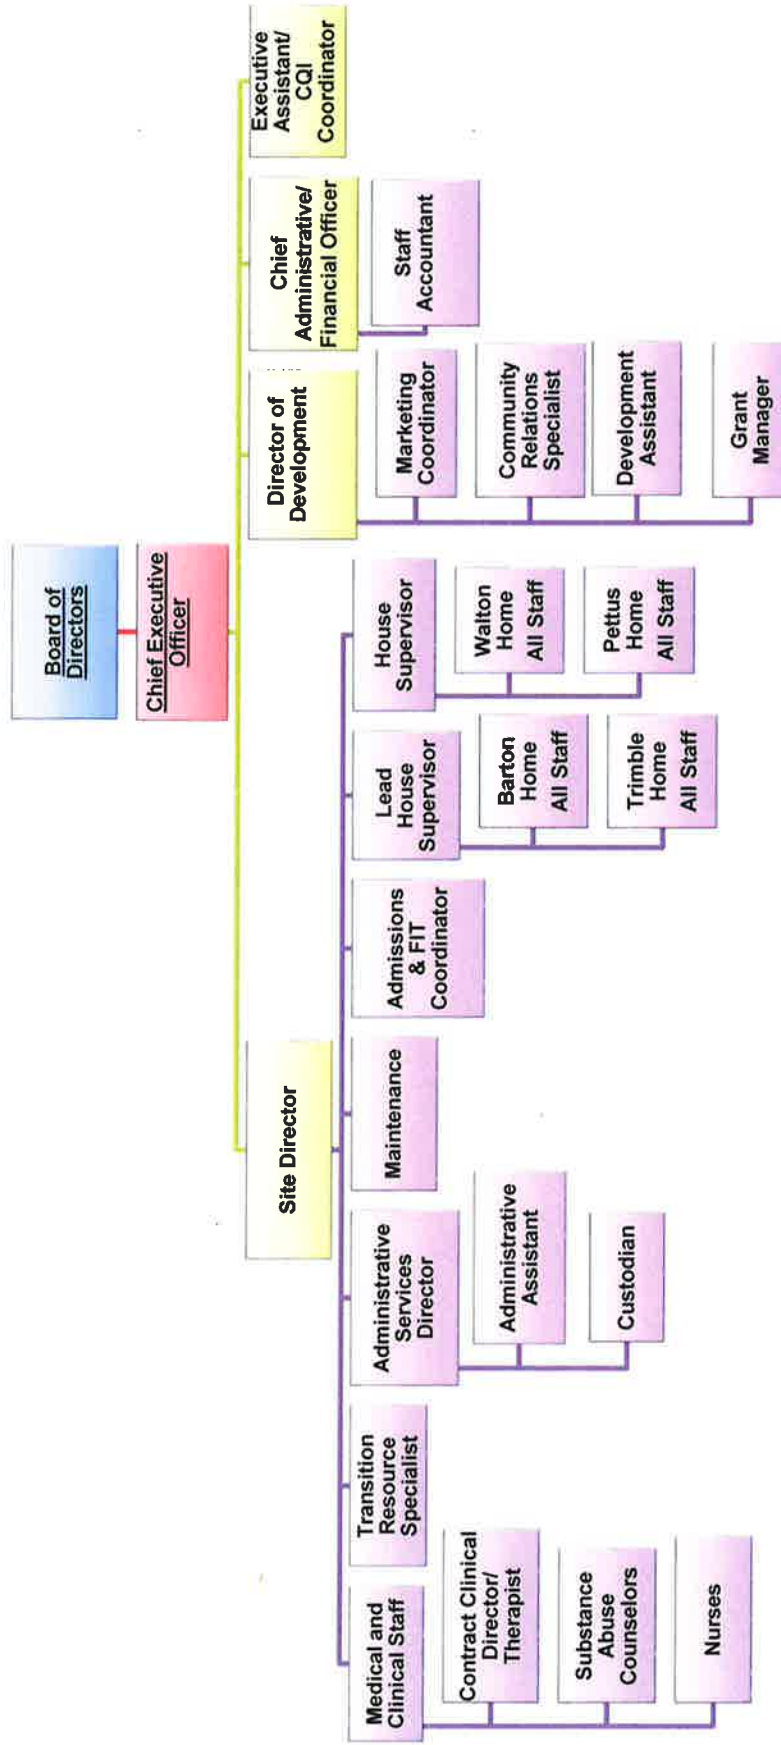 Board of
Directors
Chief Executive
Officer
Site Director
Director of
Development
Chief
Administrative/
Financial Officer
Executive
Assistant/
CQI
Coordinator
Medical and
Clinical Staff
Contract Clinical
Director/
Therapist
Substance
Abuse
Counselors
Nurses
Transition
Resource
Specialist
Administrative
Services
Director
Administrative
Assistant
Custodian
Maintenance
Admissions
& FIT
Coordinator
Lead
House
Supervisor
Barton
Home
All Staff
Trimble
Home
All Staff
House
Supervisor
Walton
Home
All Staff
Pettus
Home
All Staff
Marketing
Coordinator
Community
Relations
Specialist
Development
Assistant
Grant
Manager
Staff
Accountant